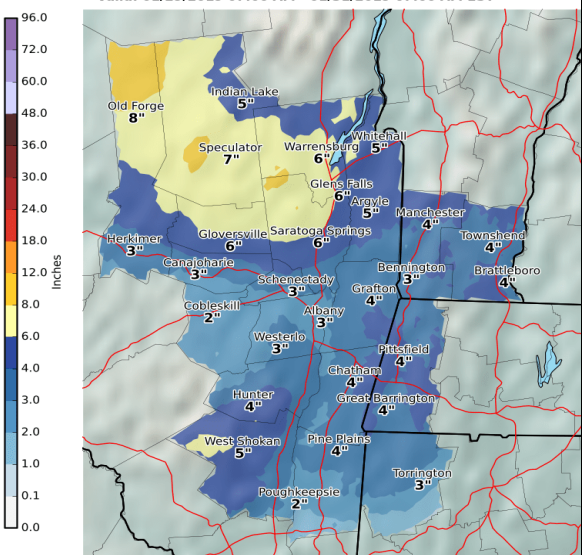 96.0
72.0
60.0
48.0
36.0
30.0
24.0
18.0
12.0
8.0
6.0
4.0
3.0
2.0
1.0
0.1
0.0
Inches
Old Forge
8"
Indian Lake
5"
Speculator
7"
Warrensburg
6"
Whitehall
5"
Glens Falls
6"
Argyle
5"
Manchester
4"
Townshend
4"
Herkimer
3"
Gloversville
6"
Saratoga Springs
6"
Canajoharie
3"
Schenectady
3"
Bennington
3"
Brattleboro
4"
Grafton
4"
Cobleskill
2"
Albany
3"
Westerlo
3"
Pittsfield
4"
Chatham
4"
Hunter
4"
Great Barrington
4"
West Shokan
5"
Pine Plains
4"
Torrington
3"
Poughkeepsie
2"